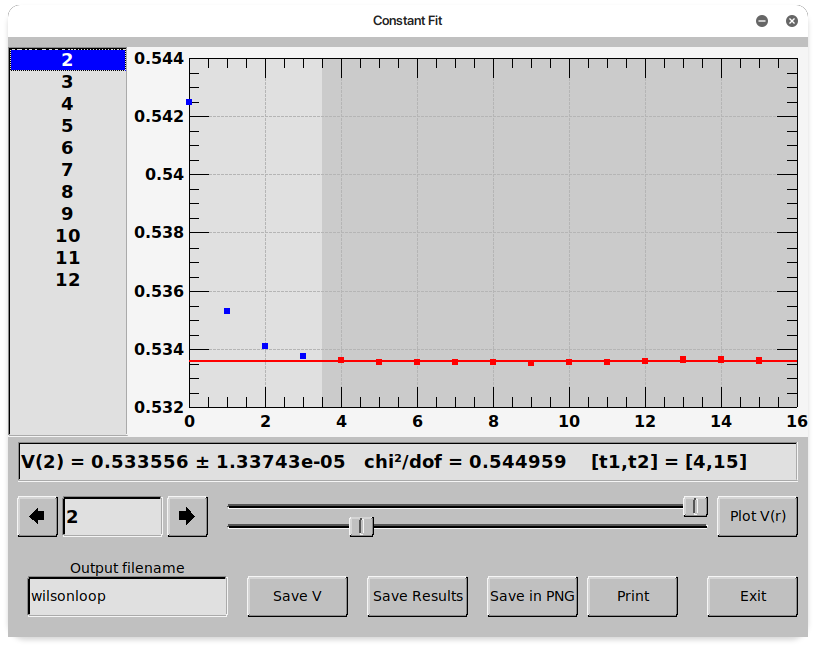 Constant Fit
2
3
4
5
6
7
8
9
10
11
12
0.544
0.542
0.54
0.538
0.536
0.534
0.532
0 2 4 6 8 10 12 14 16
V(2) = 0.533556 ± 1.33743e-05 chi²/dof = 0.544959 [t1,t2] = [4,15]
2
Plot V(r)
Output filename
wilsonloop
Save V
Save Results
Save in PNG
Print
Exit